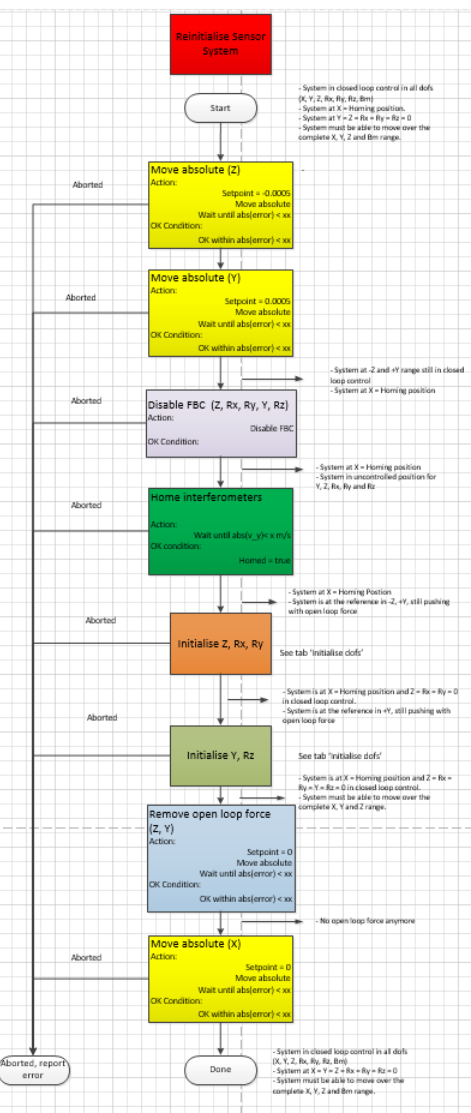 Reinitialise Sensor
System
Start
- System in closed loop control in all dofs
(X, Y, Z, Rx, Ry, Rz, Bm)
- System at X = Homing position.
- System at Y = Z = Rx = Ry = Rz = 0
- System must be able to move over the
complete X, Y, Z and Bm range.
Move absolute (Z)
Action:
Setpoint = -0.0005
Move absolute
Wait until abs(error) < xx
OK Condition:
OK within abs(error) < xx
Aborted
-
Move absolute (Y)
Action:
Setpoint = 0.0005
Move absolute
Wait until abs(error) < xx
OK Condition:
OK within abs(error) < xx
Aborted
- System at -Z and +Y range still in closed
loop control
- System at X = Homing position
Disable FBC (Z, Rx, Ry, Y, Rz)
Action:
Disable FBC
OK Condition:
Aborted
- System at X = Homing position
- System in uncontrolled position for
Y, Z, Rx, Ry and Rz
Home interferometers
Action:
Wait until abs(v_y)< x m/s
OK condition:
Homed = true
Aborted
- System at X = Homing Postion
- System is at the reference in -Z, +Y, still pushing
with open loop force
Aborted
Initialise Z, Rx, Ry
See tab 'Initialise dofs'
- System is at X = Homing position and Z = Rx = Ry = 0
in closed loop control.
- System is at the reference in +Y, still pushing with
open loop force
Aborted
Initialise Y, Rz
See tab 'Initialise dofs'
- System is at X = Homing position and Z = Rx =
Ry = Y = Rz = 0 in closed loop control.
- System must be able to move over the
complete X, Y and Z range.
Remove open loop force
(Z, Y)
Action:
Setpoint = 0
Move absolute
Wait until abs(error) < xx
OK Condition:
OK within abs(error) < xx
- No open loop force anymore
Move absolute (X)
Action:
Setpoint = 0
Move absolute
Wait until abs(error) < xx
OK Condition:
OK within abs(error) < xx
Aborted
Aborted, report
error
Done
- System in closed loop control in all dofs
(X, Y, Z, Rx, Ry, Rz, Bm)
- System at X = Y = Z = Rx = Ry = Rz = 0
- System must be able to move over the
complete X, Y, Z and Bm range.